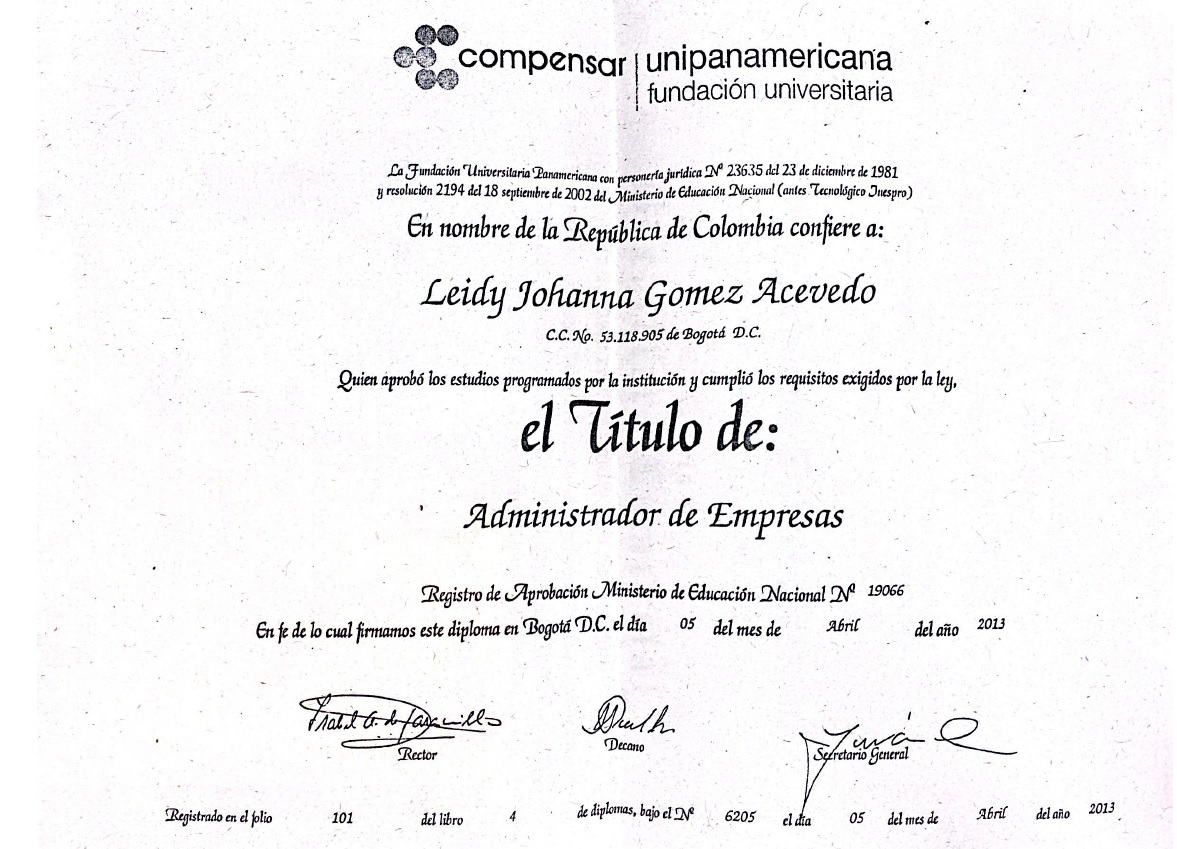 compensar | unipanamericana
fundación universitaria
La Fundación Universitaria Panamericana con personería jurídica Nº 23635 del 23 de diciembre de 1981
y resolución 2194 del 18 septiembre de 2002 del Ministerio de Educación Nacional (antes Tecnológico Inespro)
En nombre de la República de Colombia confiere a:
Leidy Johanna Gomez Acevedo
C.C. No. 53.118.905 de Bogotá D.C.
Quien aprobó los estudios programados por la institución y cumplió los requisitos exigidos por la ley,
el Título de:
Administrador de Empresas
Registro de Aprobación Ministerio de Educación Nacional Nº 19066
En fe de lo cual firmamos este diploma en Bogotá D.C. el día 05 del mes de Abril del año 2013
Rector Decano Secretario General
Registrado en el folio 101 del libro 4 de diplomas, bajo el Nº 6205 el día 05 del mes de Abril del año 2013